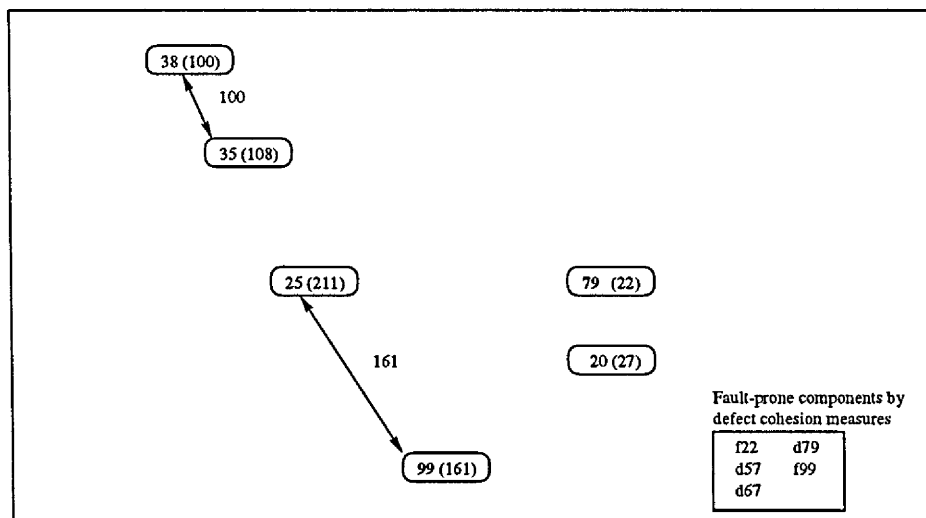 38 (100)
100
35 (108)
25 (211)
79 (22)
161
20 (27)
99 (161)
Fault-prone components by
defect cohesion measures
f22 d79
d57 f99
d67